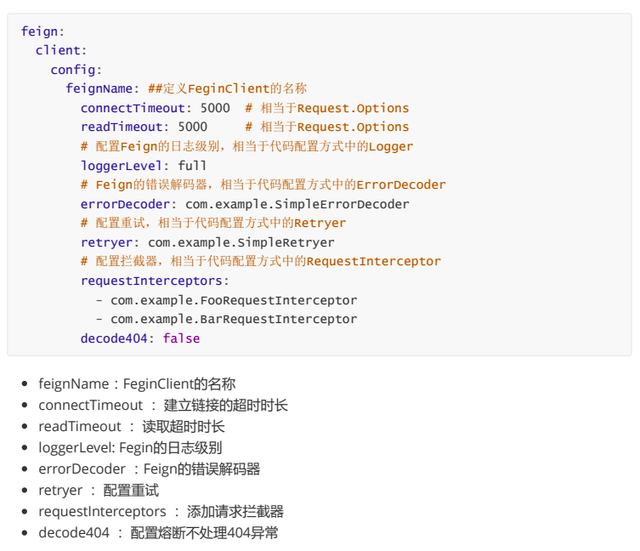 feign:
  client:
    config:
      feignName: ##定义FeginClient的名称
        connectTimeout: 5000  # 相当于Request.Options
        readTimeout: 5000     # 相当于Request.Options
        # 配置Feign的日志级别，相当于代码配置方式中的Logger
        loggerLevel: full
        # Feign的错误解码器，相当于代码配置方式中的ErrorDecoder
        errorDecoder: com.example.SimpleErrorDecoder
        # 配置重试，相当于代码配置方式中的Retryer
        retryer: com.example.SimpleRetryer
        # 配置拦截器，相当于代码配置方式中的RequestInterceptor
        requestInterceptors:
          - com.example.FooRequestInterceptor
          - com.example.BarRequestInterceptor
        decode404: false
• feignName：FeginClient的名称
• connectTimeout ： 建立链接的超时时长
• readTimeout ： 读取超时时长
• loggerLevel: Fegin的日志级别
• errorDecoder ：Feign的错误解码器
• retryer ： 配置重试
• requestInterceptors ： 添加请求拦截器
• decode404 ： 配置熔断不处理404异常